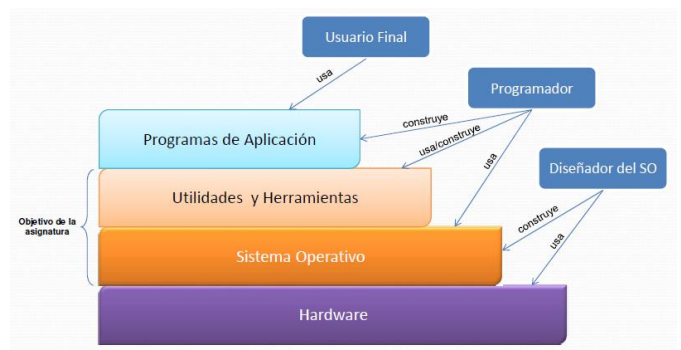 Usuario Final
usa
Programador
Programas de Aplicación
construye
usa/construye
usa
Diseñador del SO
Utilidades y Herramientas
Objetivo de la
asignatura
construye
usa
Sistema Operativo
Hardware